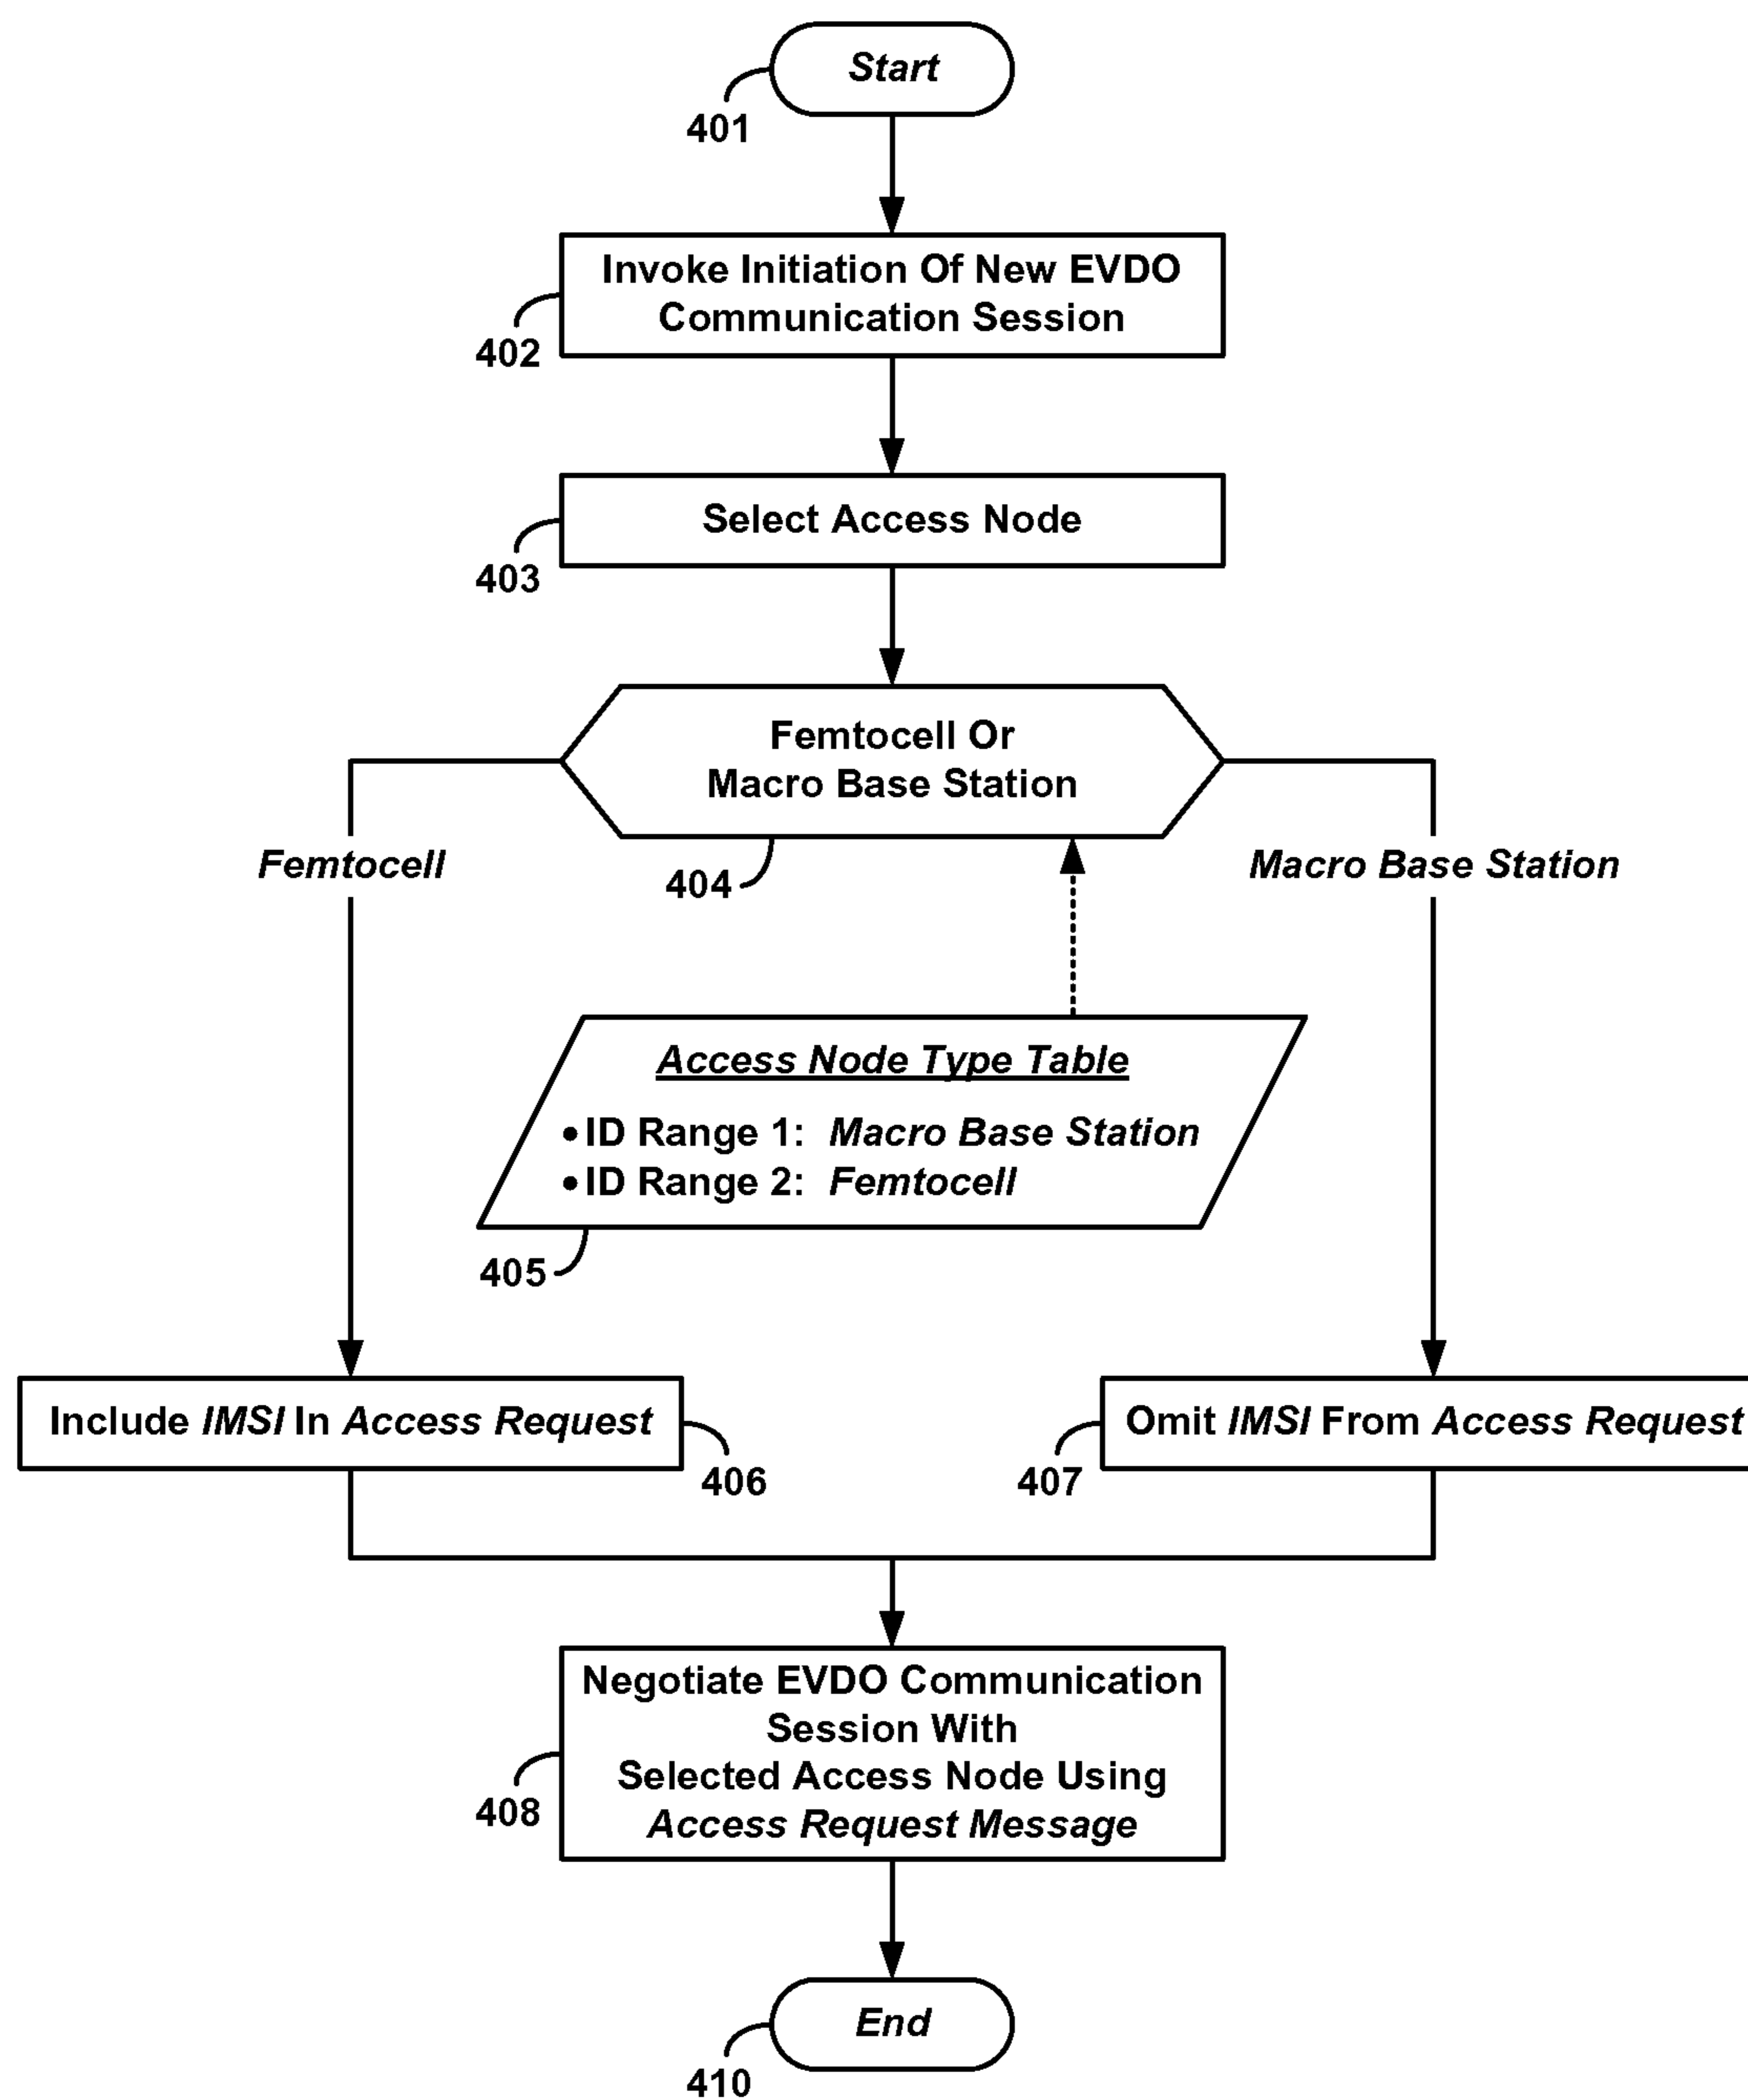 Start
401
Invoke Initiation Of New EVDO
Communication Session
402
Select Access Node
403
Femtocell Or
Macro Base Station
404
Femtocell
Macro Base Station
Access Node Type Table
• ID Range 1: Macro Base Station
• ID Range 2: Femtocell
405
Include IMSI In Access Request
406
Omit IMSI From Access Request
407
Negotiate EVDO Communication
Session With
Selected Access Node Using
Access Request Message
408
End
410